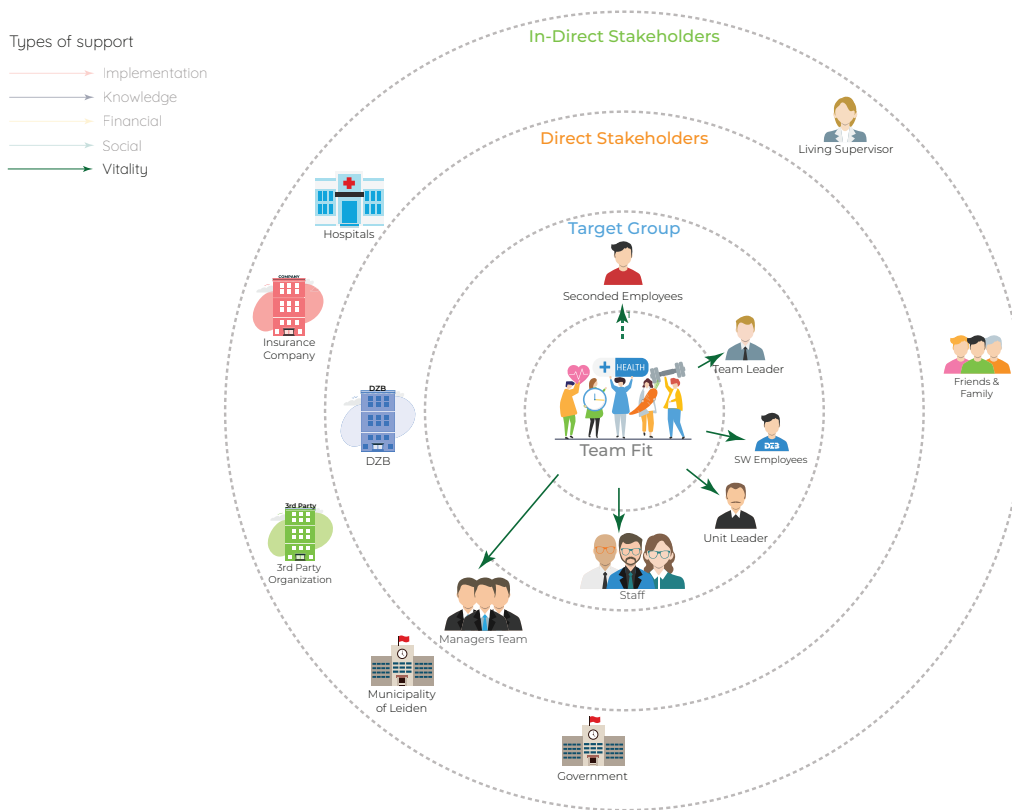 In-Direct Stakeholders
Types of support
Implementation
Knowledge
Financial
Social
Vitality
Direct Stakeholders
Living Supervisor
Hospitals
Target Group
Seconded Employees
COMPANY
Insurance
Company
Team Leader
HEALTH
Friends &
Family
DZB
DZB
Team Fit
DZB
SW Employees
3rd Party
3rd Party
Organization
Unit Leader
Staff
Managers Team
Municipality
of Leiden
Government